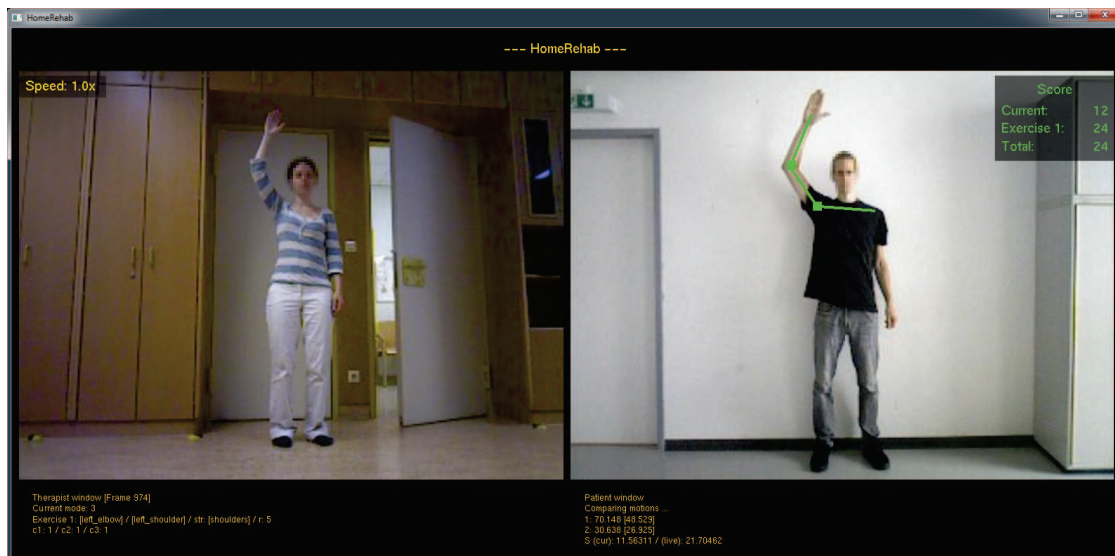 HomeRehab
--- HomeRehab ---
Speed: 1.0x
Score
Current: 12
Exercise 1: 24
Total: 24
Therapist window [Frame 974]
Current mode: 3
Exercise 1: [left_elbow] / [left_shoulder] / str: [shoulders] / r: 5
c1: 1 / c2: 1 / c3: 1
Patient window
Comparing motions ...
1: 70.148 [48.529]
2: 30.638 [26.925]
S (cur): 11.56311 / (live): 21.70462